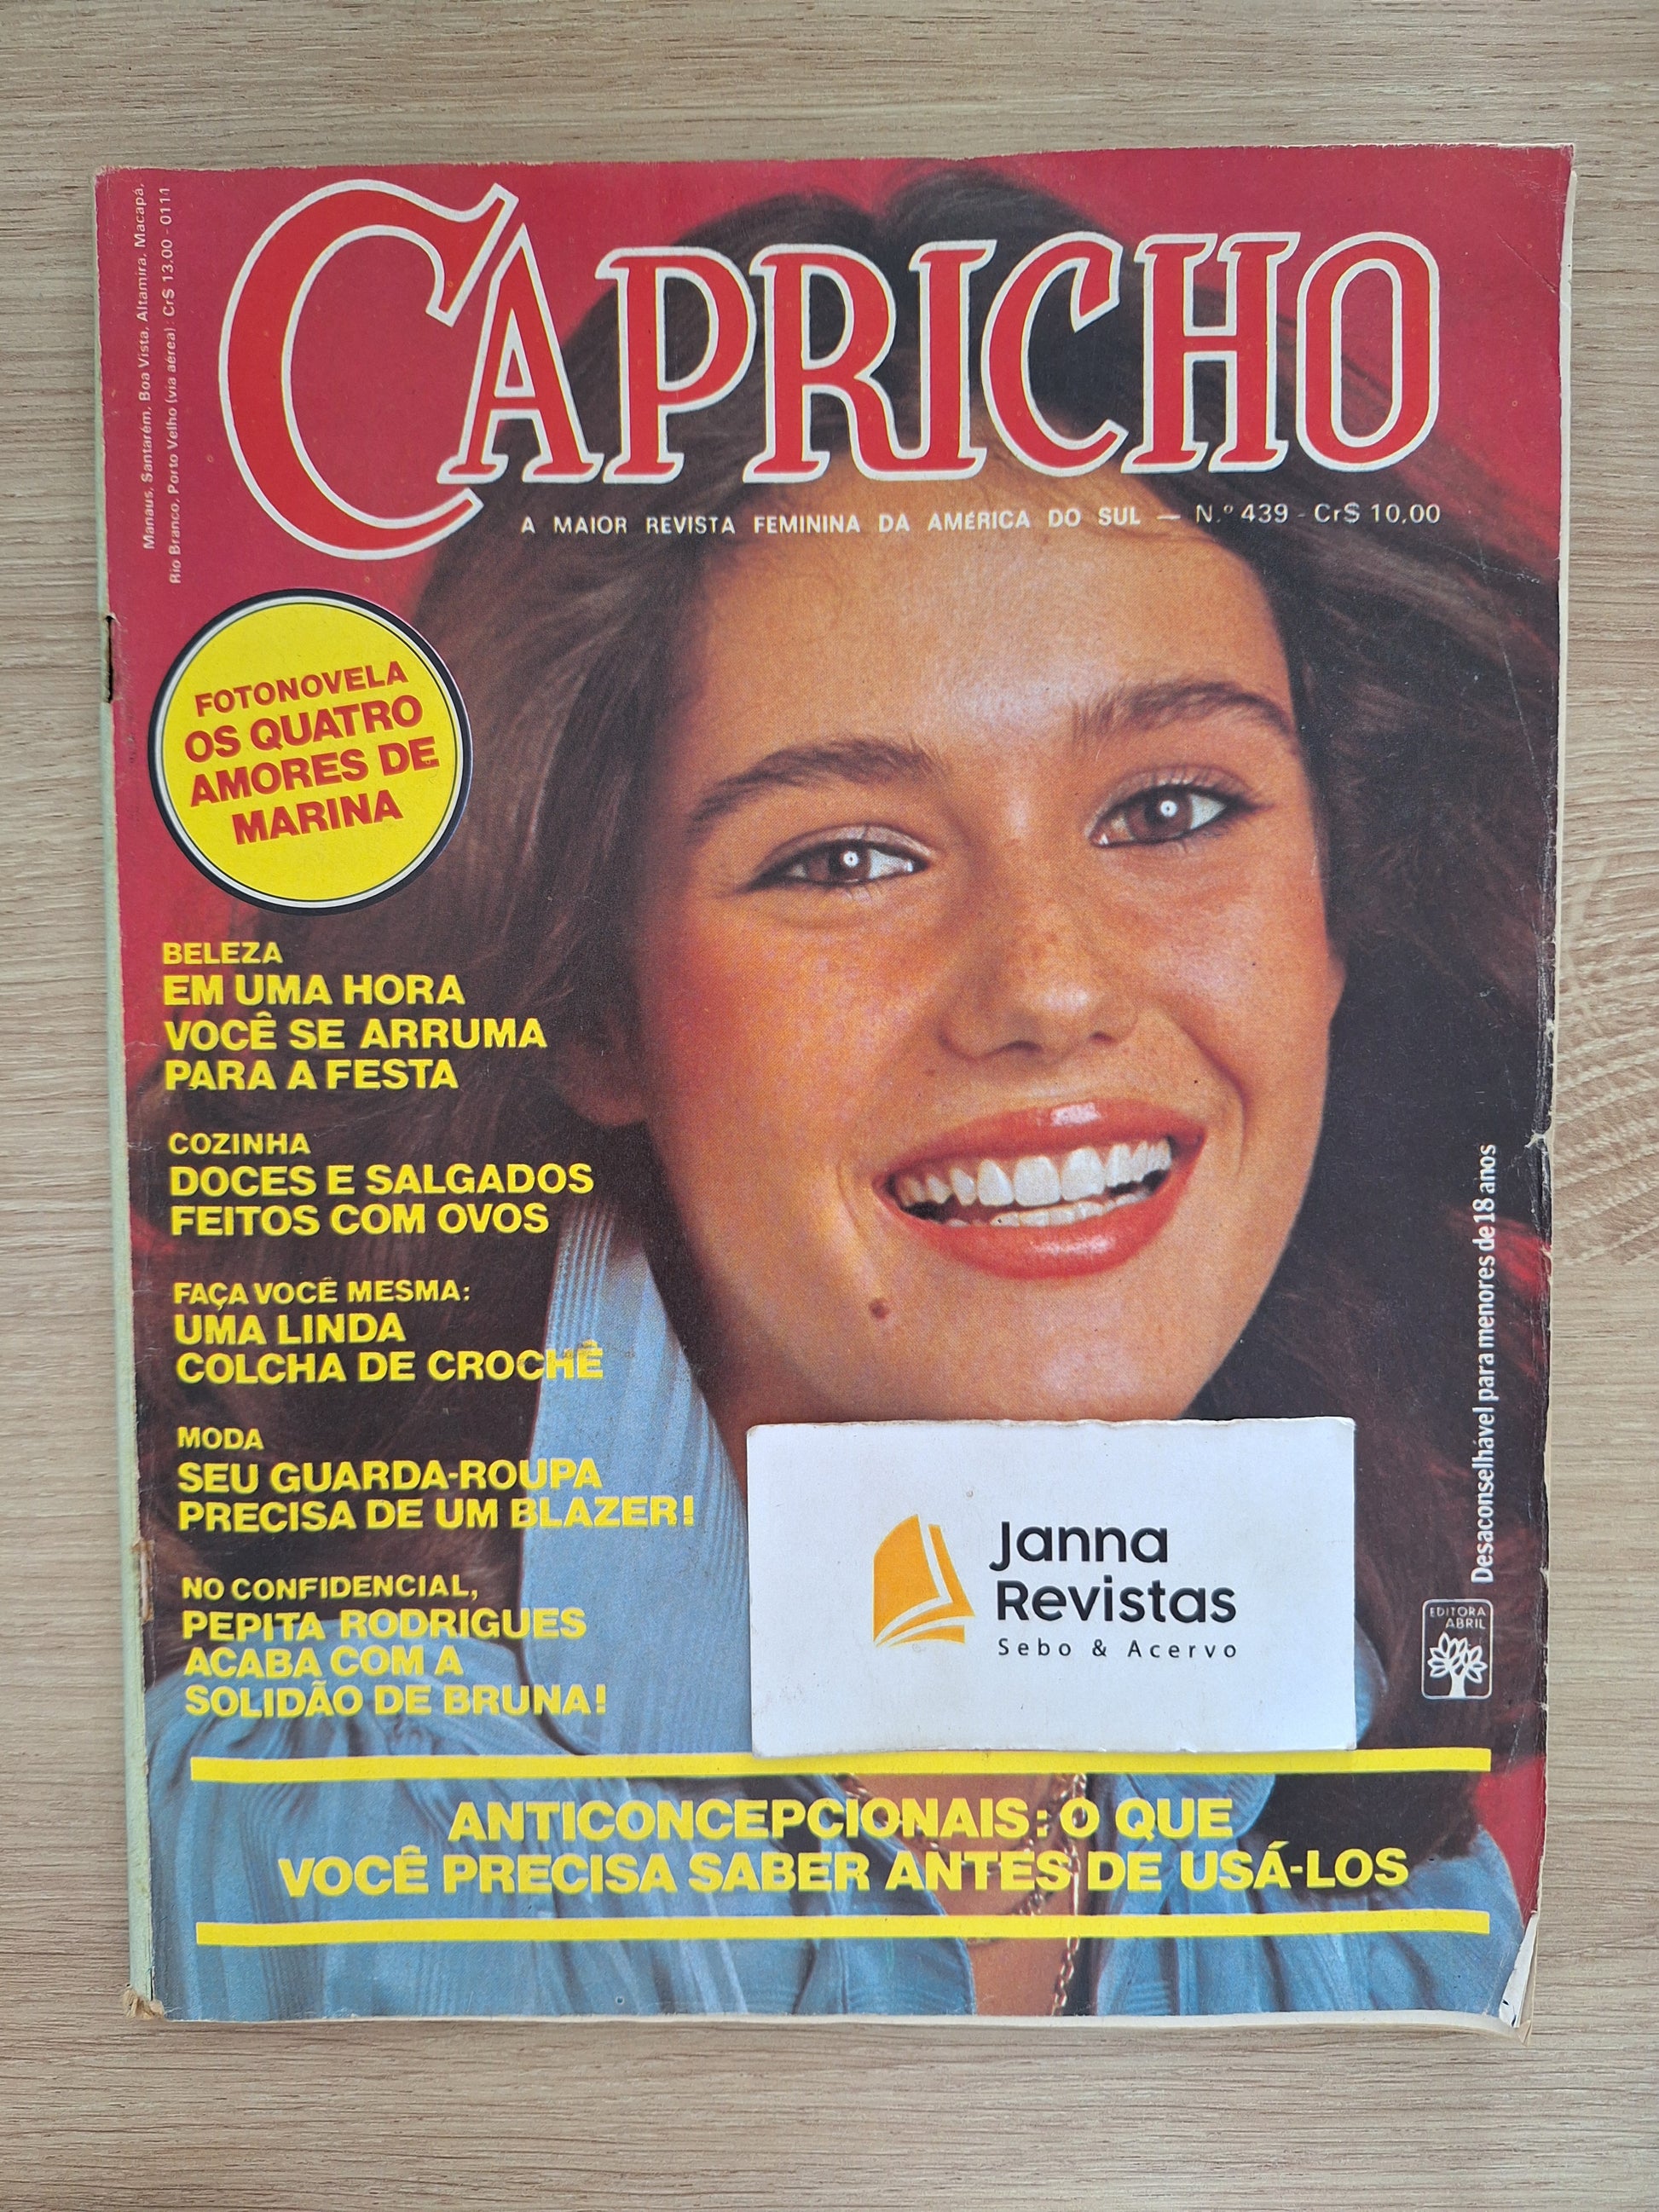 Manaus, Santarém, Boa Vista, Altamira, Macapá,
Rio Branco, Porto Velho (via aérea) Cr$ 13,00 - 0111
CAPRICHO
A MAIOR REVISTA FEMININA DA AMÉRICA DO SUL — N.º 439 - Cr$ 10,00
FOTONOVELA
OS QUATRO
AMORES DE
MARINA
BELEZA
EM UMA HORA
VOCÊ SE ARRUMA
PARA A FESTA
COZINHA
DOCES E SALGADOS
FEITOS COM OVOS
FAÇA VOCÊ MESMA:
UMA LINDA
COLCHA DE CROCHÊ
MODA
SEU GUARDA-ROUPA
PRECISA DE UM BLAZER!
NO CONFIDENCIAL,
PEPITA RODRIGUES
ACABA COM A
SOLIDÃO DE BRUNA!
Janna
Revistas
Sebo & Acervo
Desaconselhável para menores de 18 anos
EDITORA
ABRIL
ANTICONCEPCIONAIS: O QUE
VOCÊ PRECISA SABER ANTES DE USÁ-LOS